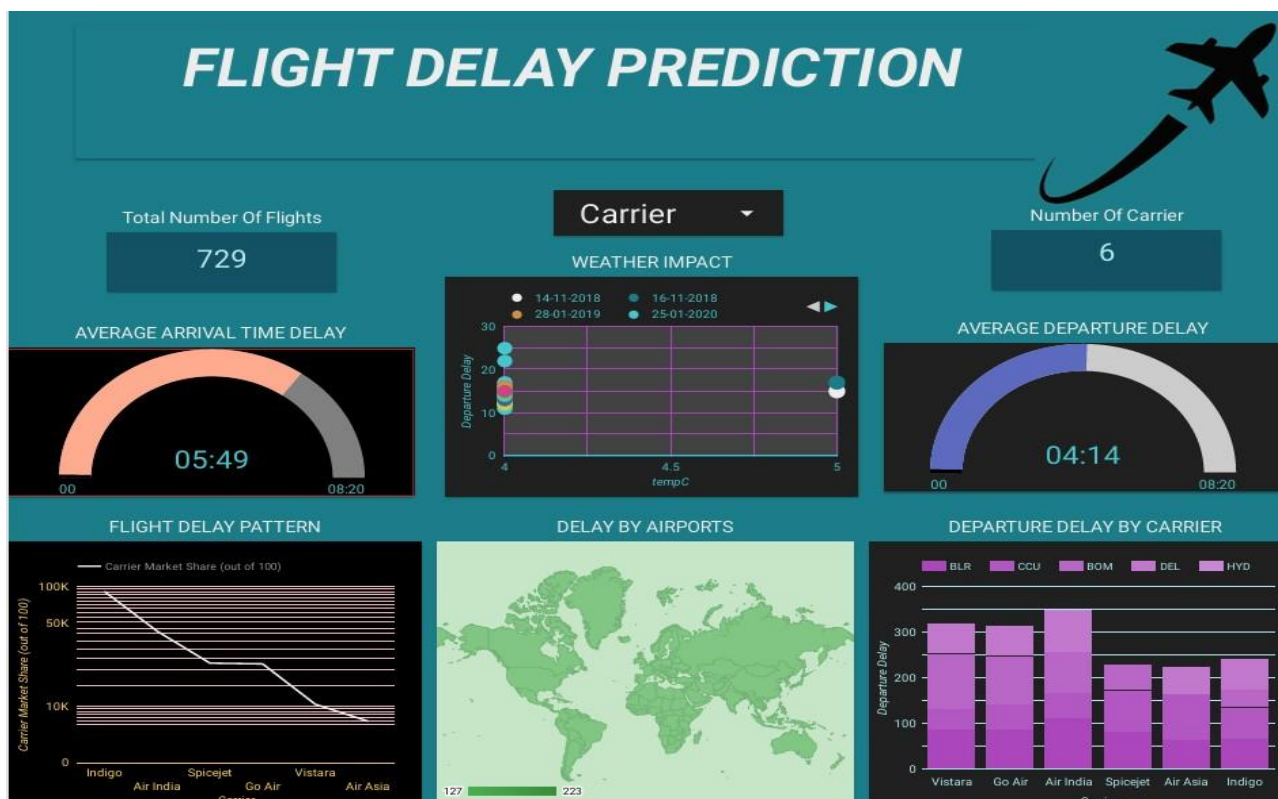 FLIGHT DELAY PREDICTION
Total Number Of Flights
729
Carrier
Number Of Carrier
6
WEATHER IMPACT
14-11-2018 16-11-2018
28-01-2019 25-01-2020
30
20
10
0
Departure Delay
4 4.5 5
tempC
AVERAGE ARRIVAL TIME DELAY
05:49
00 08:20
AVERAGE DEPARTURE DELAY
04:14
00 08:20
FLIGHT DELAY PATTERN
Carrier Market Share (out of 100)
100K
50K
10K
0
Carrier Market Share (out of 100)
Indigo Spicejet Vistara
Air India Go Air Air Asia
Carrier
DELAY BY AIRPORTS
127 223
DEPARTURE DELAY BY CARRIER
BLR CCU BOM DEL HYD
400
300
200
100
0
Departure Delay
Vistara Go Air Air India Spicejet Air Asia Indigo